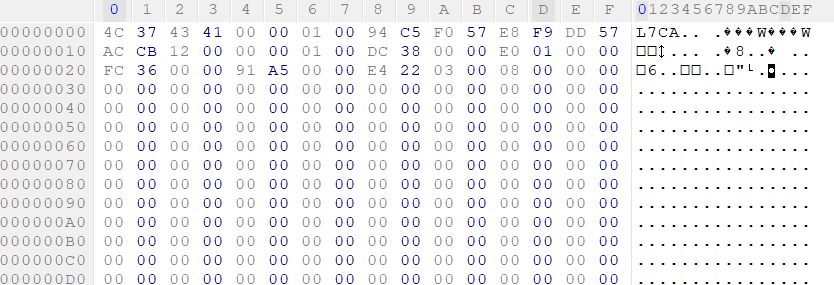 0 1 2 3 4 5 6 7 8 9 A B C D E F 0123456789ABCDEF
00000000 4C 37 43 41 00 00 01 00 94 C5 F0 57 E8 F9 DD 57 L7CA.. .���W���W
00000010 AC CB 12 00 00 00 01 00 DC 38 00 00 E0 01 00 00 □□↕.... .�8..�
00000020 FC 36 00 00 91 A5 00 00 E4 22 03 00 08 00 00 00 □6..□□..□"└.◘...
00000030 00 00 00 00 00 00 00 00 00 00 00 00 00 00 00 00 ................
00000040 00 00 00 00 00 00 00 00 00 00 00 00 00 00 00 00 ................
00000050 00 00 00 00 00 00 00 00 00 00 00 00 00 00 00 00 ................
00000060 00 00 00 00 00 00 00 00 00 00 00 00 00 00 00 00 ................
00000070 00 00 00 00 00 00 00 00 00 00 00 00 00 00 00 00 ................
00000080 00 00 00 00 00 00 00 00 00 00 00 00 00 00 00 00 ................
00000090 00 00 00 00 00 00 00 00 00 00 00 00 00 00 00 00 ................
000000A0 00 00 00 00 00 00 00 00 00 00 00 00 00 00 00 00 ................
000000B0 00 00 00 00 00 00 00 00 00 00 00 00 00 00 00 00 ................
000000C0 00 00 00 00 00 00 00 00 00 00 00 00 00 00 00 00 ................
000000D0 00 00 00 00 00 00 00 00 00 00 00 00 00 00 00 00 ................